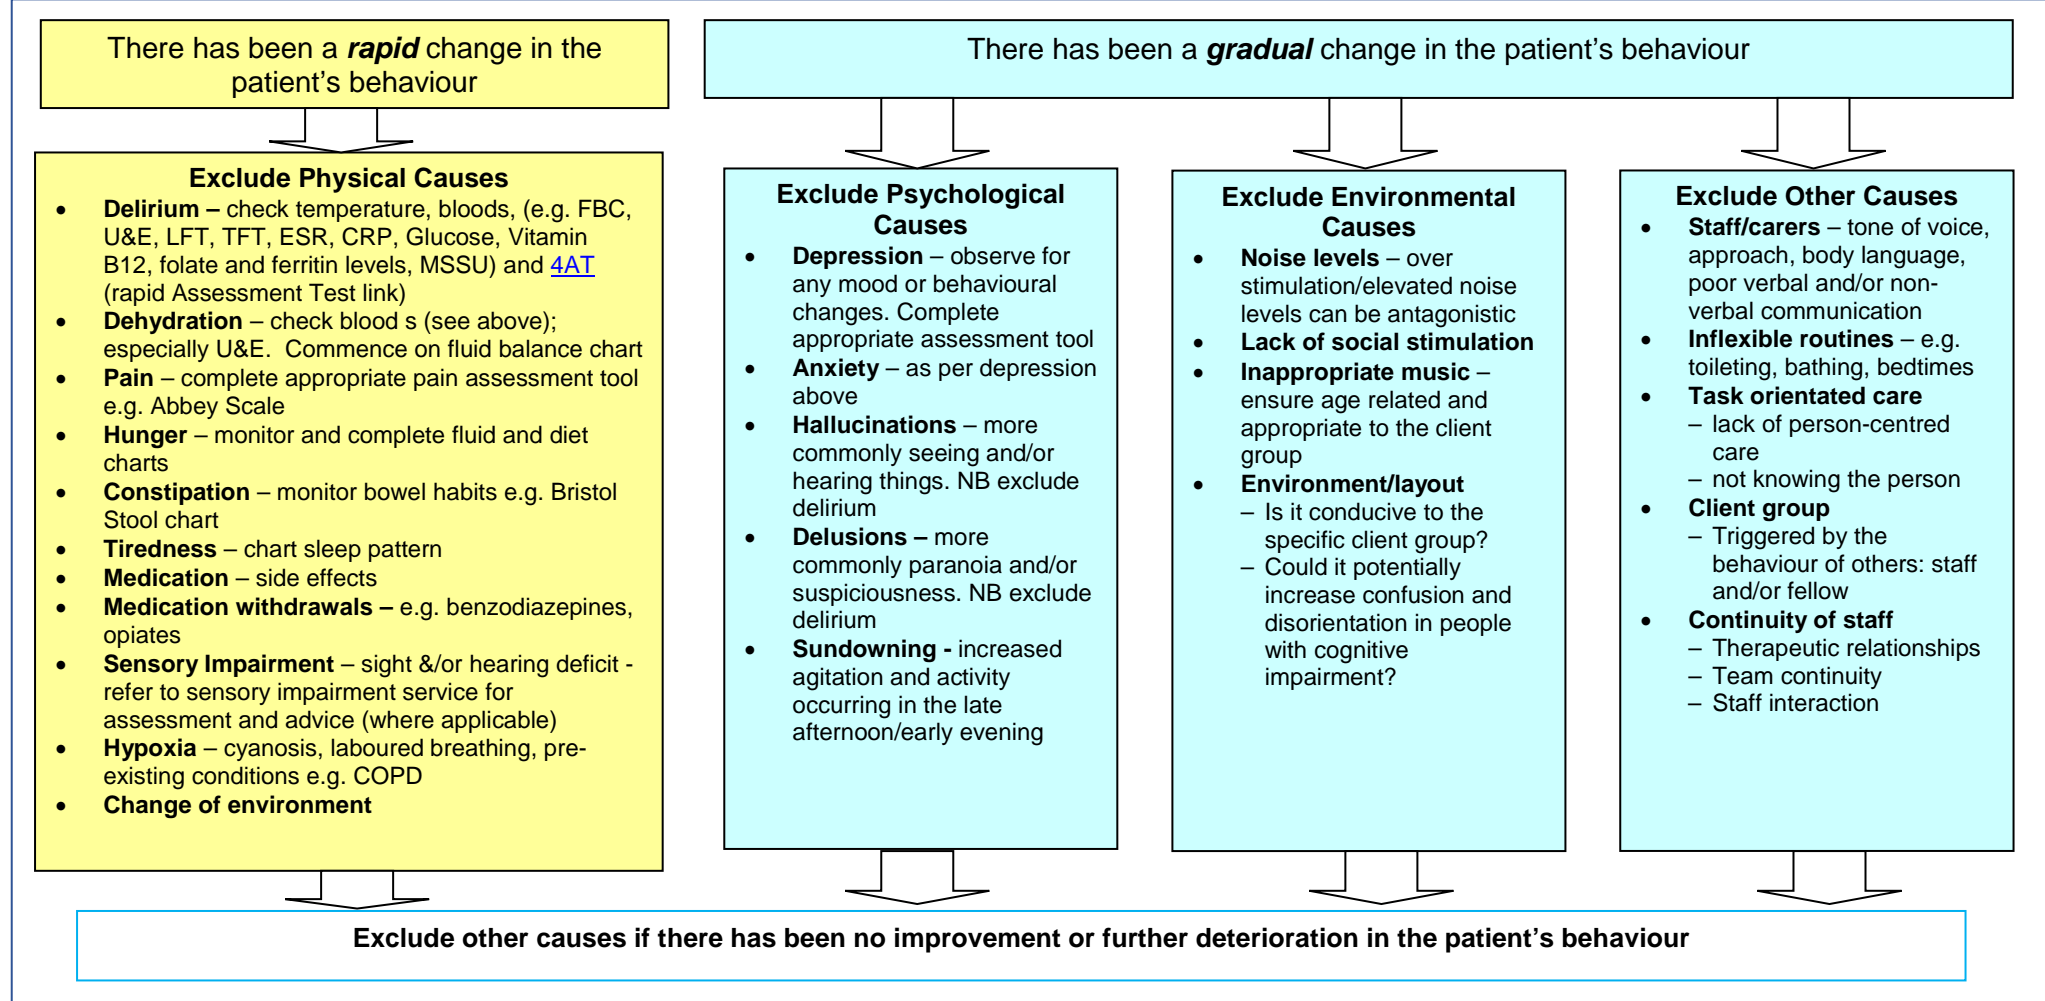 There has been a rapid change in the
patient’s behaviour
There has been a gradual change in the patient’s behaviour
Exclude Physical Causes
• Delirium – check temperature, bloods, (e.g. FBC,
U&E, LFT, TFT, ESR, CRP, Glucose, Vitamin
B12, folate and ferritin levels, MSSU) and 4AT
(rapid Assessment Test link)
• Dehydration – check blood s (see above);
especially U&E.  Commence on fluid balance chart
• Pain – complete appropriate pain assessment tool
e.g. Abbey Scale
• Hunger – monitor and complete fluid and diet
charts
• Constipation – monitor bowel habits e.g. Bristol
Stool chart
• Tiredness – chart sleep pattern
• Medication – side effects
• Medication withdrawals – e.g. benzodiazepines,
opiates
• Sensory Impairment – sight &/or hearing deficit -
refer to sensory impairment service for
assessment and advice (where applicable)
• Hypoxia – cyanosis, laboured breathing, pre-
existing conditions e.g. COPD
• Change of environment
Exclude Psychological
Causes
• Depression – observe for
any mood or behavioural
changes. Complete
appropriate assessment tool
• Anxiety – as per depression
above
• Hallucinations – more
commonly seeing and/or
hearing things. NB exclude
delirium
• Delusions – more
commonly paranoia and/or
suspiciousness. NB exclude
delirium
• Sundowning - increased
agitation and activity
occurring in the late
afternoon/early evening
Exclude Environmental
Causes
• Noise levels – over
stimulation/elevated noise
levels can be antagonistic
• Lack of social stimulation
• Inappropriate music –
ensure age related and
appropriate to the client
group
• Environment/layout
– Is it conducive to the
specific client group?
– Could it potentially
increase confusion and
disorientation in people
with cognitive
impairment?
Exclude Other Causes
• Staff/carers – tone of voice,
approach, body language,
poor verbal and/or non-
verbal communication
• Inflexible routines – e.g.
toileting, bathing, bedtimes
• Task orientated care
– lack of person-centred
care
– not knowing the person
• Client group
– Triggered by the
behaviour of others: staff
and/or fellow
• Continuity of staff
– Therapeutic relationships
– Team continuity
– Staff interaction
Exclude other causes if there has been no improvement or further deterioration in the patient’s behaviour